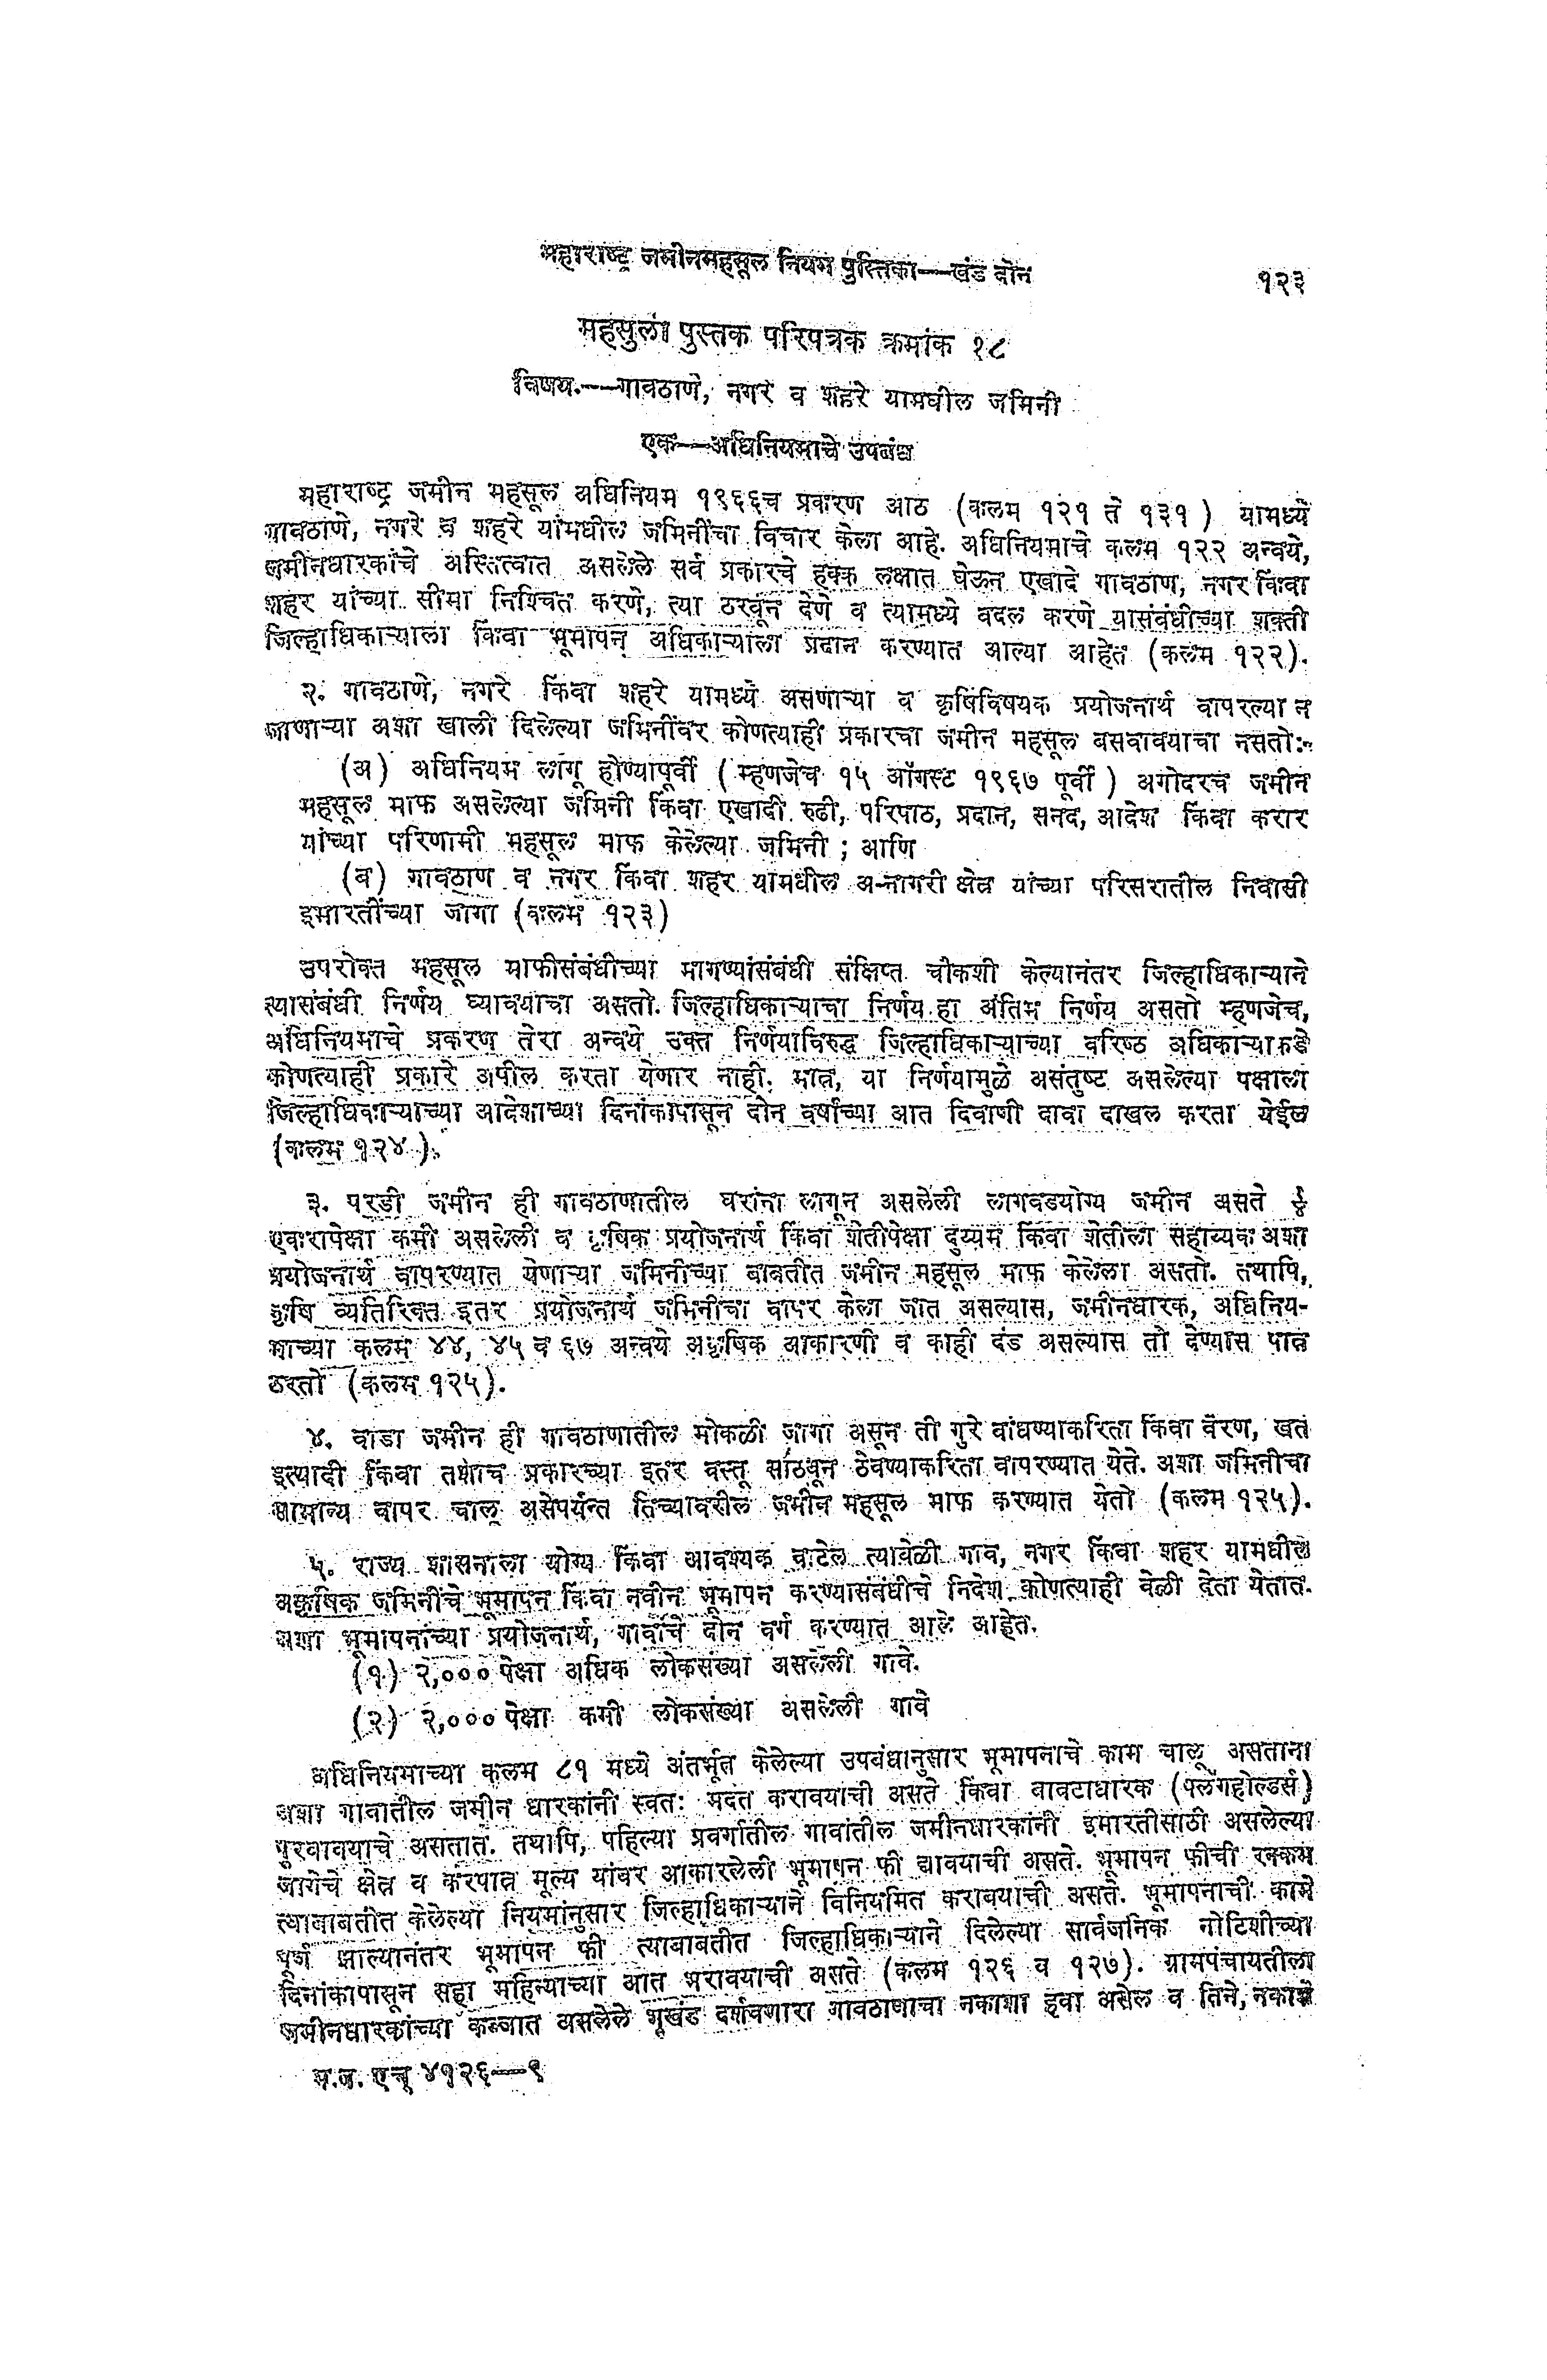 महाराष्ट्र जमीनमहसूल नियम पुस्तिका—खंड दोन १२३
महसुली पुस्तक परिपत्रक क्रमांक १८
विषय.—गावठाणे, नगरे व शहरे यामधील जमिनी
एक—अधिनियमाचे उपबंध
महाराष्ट्र जमीन महसूल अधिनियम १९६६च प्रकरण आठ (कलम १२१ ते १३१) यामध्ये
गावठाणे, नगरे व शहरे यांमधील जमिनींचा विचार केला आहे. अधिनियमाचे कलम १२२ अन्वये,
जमीनधारकांचे अस्तित्वात असलेले सर्व प्रकारचे हक्क लक्षात घेऊन एखादे गावठाण, नगर किंवा
शहर यांच्या सीमा निश्चित करणे, त्या ठरवून देणे व त्यामध्ये बदल करणे यासंबंधीच्या शक्ती
जिल्हाधिकाऱ्याला किंवा भूमापन अधिकाऱ्याला प्रदान करण्यात आल्या आहेत (कलम १२२).
२. गावठाणे, नगरे किंवा शहरे यामध्ये असणाऱ्या व कृषिविषयक प्रयोजनार्थ वापरल्या न
जाणाऱ्या अशा खाली दिलेल्या जमिनींवर कोणत्याही प्रकारचा जमीन महसूल बसवावयाचा नसतो:-
(अ) अधिनियम लागू होण्यापूर्वी (म्हणजेच १५ ऑगस्ट १९६७ पूर्वी) अगोदरच जमीन
महसूल माफ असलेल्या जमिनी किंवा एखादी रुढी, परिपाठ, प्रदान, सनद, आदेश किंवा करार
यांच्या परिणामी महसूल माफ केलेल्या जमिनी ; आणि
(ब) गावठाण व नगर किंवा शहर यामधील अ-नागरी क्षेत्र यांच्या परिसरातील निवासी
इमारतींच्या जागा (कलम १२३)
उपरोक्त महसूल माफीसंबंधीच्या मागण्यांसंबंधी संक्षिप्त चौकशी केल्यानंतर जिल्हाधिकाऱ्याने
त्यासंबंधी निर्णय घ्यावयाचा असतो. जिल्हाधिकाऱ्याचा निर्णय हा अंतिम निर्णय असतो म्हणजेच,
अधिनियमाचे प्रकरण तेरा अन्वये उक्त निर्णयाविरुद्ध जिल्हाधिकाऱ्याच्या वरिष्ठ अधिकाऱ्याकडे
कोणत्याही प्रकारे अपील करता येणार नाही. मात्र, या निर्णयामुळे असंतुष्ट असलेल्या पक्षाला
जिल्हाधिकाऱ्याच्या आदेशाच्या दिनांकापासून दोन वर्षांच्या आत दिवाणी दावा दाखल करता येईल
(कलम १२४).
३. परडी जमीन ही गावठाणातील घरांना लागून असलेली लागवडयोग्य जमीन असते
एकरापेक्षा कमी असलेली व कृषिक प्रयोजनार्थ किंवा शेतीपेक्षा दुय्यम किंवा शेतीला सहाय्यक अशा
प्रयोजनार्थ वापरण्यात येणाऱ्या जमिनीच्या बाबतीत जमीन महसूल माफ केलेला असतो. तथापि,
कृषि व्यतिरिक्त इतर प्रयोजनार्थ जमिनीचा वापर केला जात असल्यास, जमीनधारक, अधिनिय-
माच्या कलम ४४, ४५ व ६७ अन्वये अकृषिक आकारणी व काही दंड असल्यास तो देण्यास पात्र
ठरतो (कलम १२५).
४. वाडा जमीन ही गावठाणातील मोकळी जागा असून ती गुरे बांधण्याकरिता किंवा वैरण, खत
इत्यादी किंवा तशाच प्रकारच्या इतर वस्तू साठवून ठेवण्याकरिता वापरण्यात येते. अशा जमिनीचा
सामान्य वापर चालू असेपर्यन्त तिच्यावरील जमीन महसूल माफ करण्यात येतो (कलम १२५).
५. राज्य शासनाला योग्य किंवा आवश्यक वाटेल त्यावेळी गाव, नगर किंवा शहर यामधील
अकृषिक जमिनींचे भूमापन किंवा नवीन भूमापन करण्यासंबंधीचे निदेश कोणत्याही वेळी देता येतात.
अशा भूमापनाच्या प्रयोजनार्थ, गावांचे दोन वर्ग करण्यात आले आहेत.
(१) २,००० पेक्षा अधिक लोकसंख्या असलेली गावे.
(२) २,००० पेक्षा कमी लोकसंख्या असलेली गावे
अधिनियमाच्या कलम ८१ मध्ये अंतर्भूत केलेल्या उपबंधानुसार भूमापनाचे काम चालू असताना
अशा गावातील जमीन धारकांनी स्वतः मदत करावयाची असते किंवा बावटाधारक (फ्लॅगहोल्डर्स)
पुरवावयाचे असतात. तथापि, पहिल्या प्रवर्गातील गावांतील जमीनधारकांनी इमारतीसाठी असलेल्या
जागेचे क्षेत्र व करपात्र मूल्य यांवर आकारलेली भूमापन फी द्यावयाची असते. भूमापन फीची रक्कम
त्याबाबतीत केलेल्या नियमांनुसार जिल्हाधिकाऱ्याने विनियमित करावयाची असते. भूमापनाची कामे
पूर्ण झाल्यानंतर भूमापन फी त्याबाबतीत जिल्हाधिकाऱ्याने दिलेल्या सार्वजनिक नोटिशीच्या
दिनांकापासून सहा महिन्याच्या आत भरावयाची असते (कलम १२६ व १२७). ग्रामपंचायतीला
जमीनधारकांच्या कब्जात असलेले भूखंड दर्शवणारा गावठाणाचा नकाशा हवा असेल व तिने, नकाशे
म.ज. एचू ४१२६—९